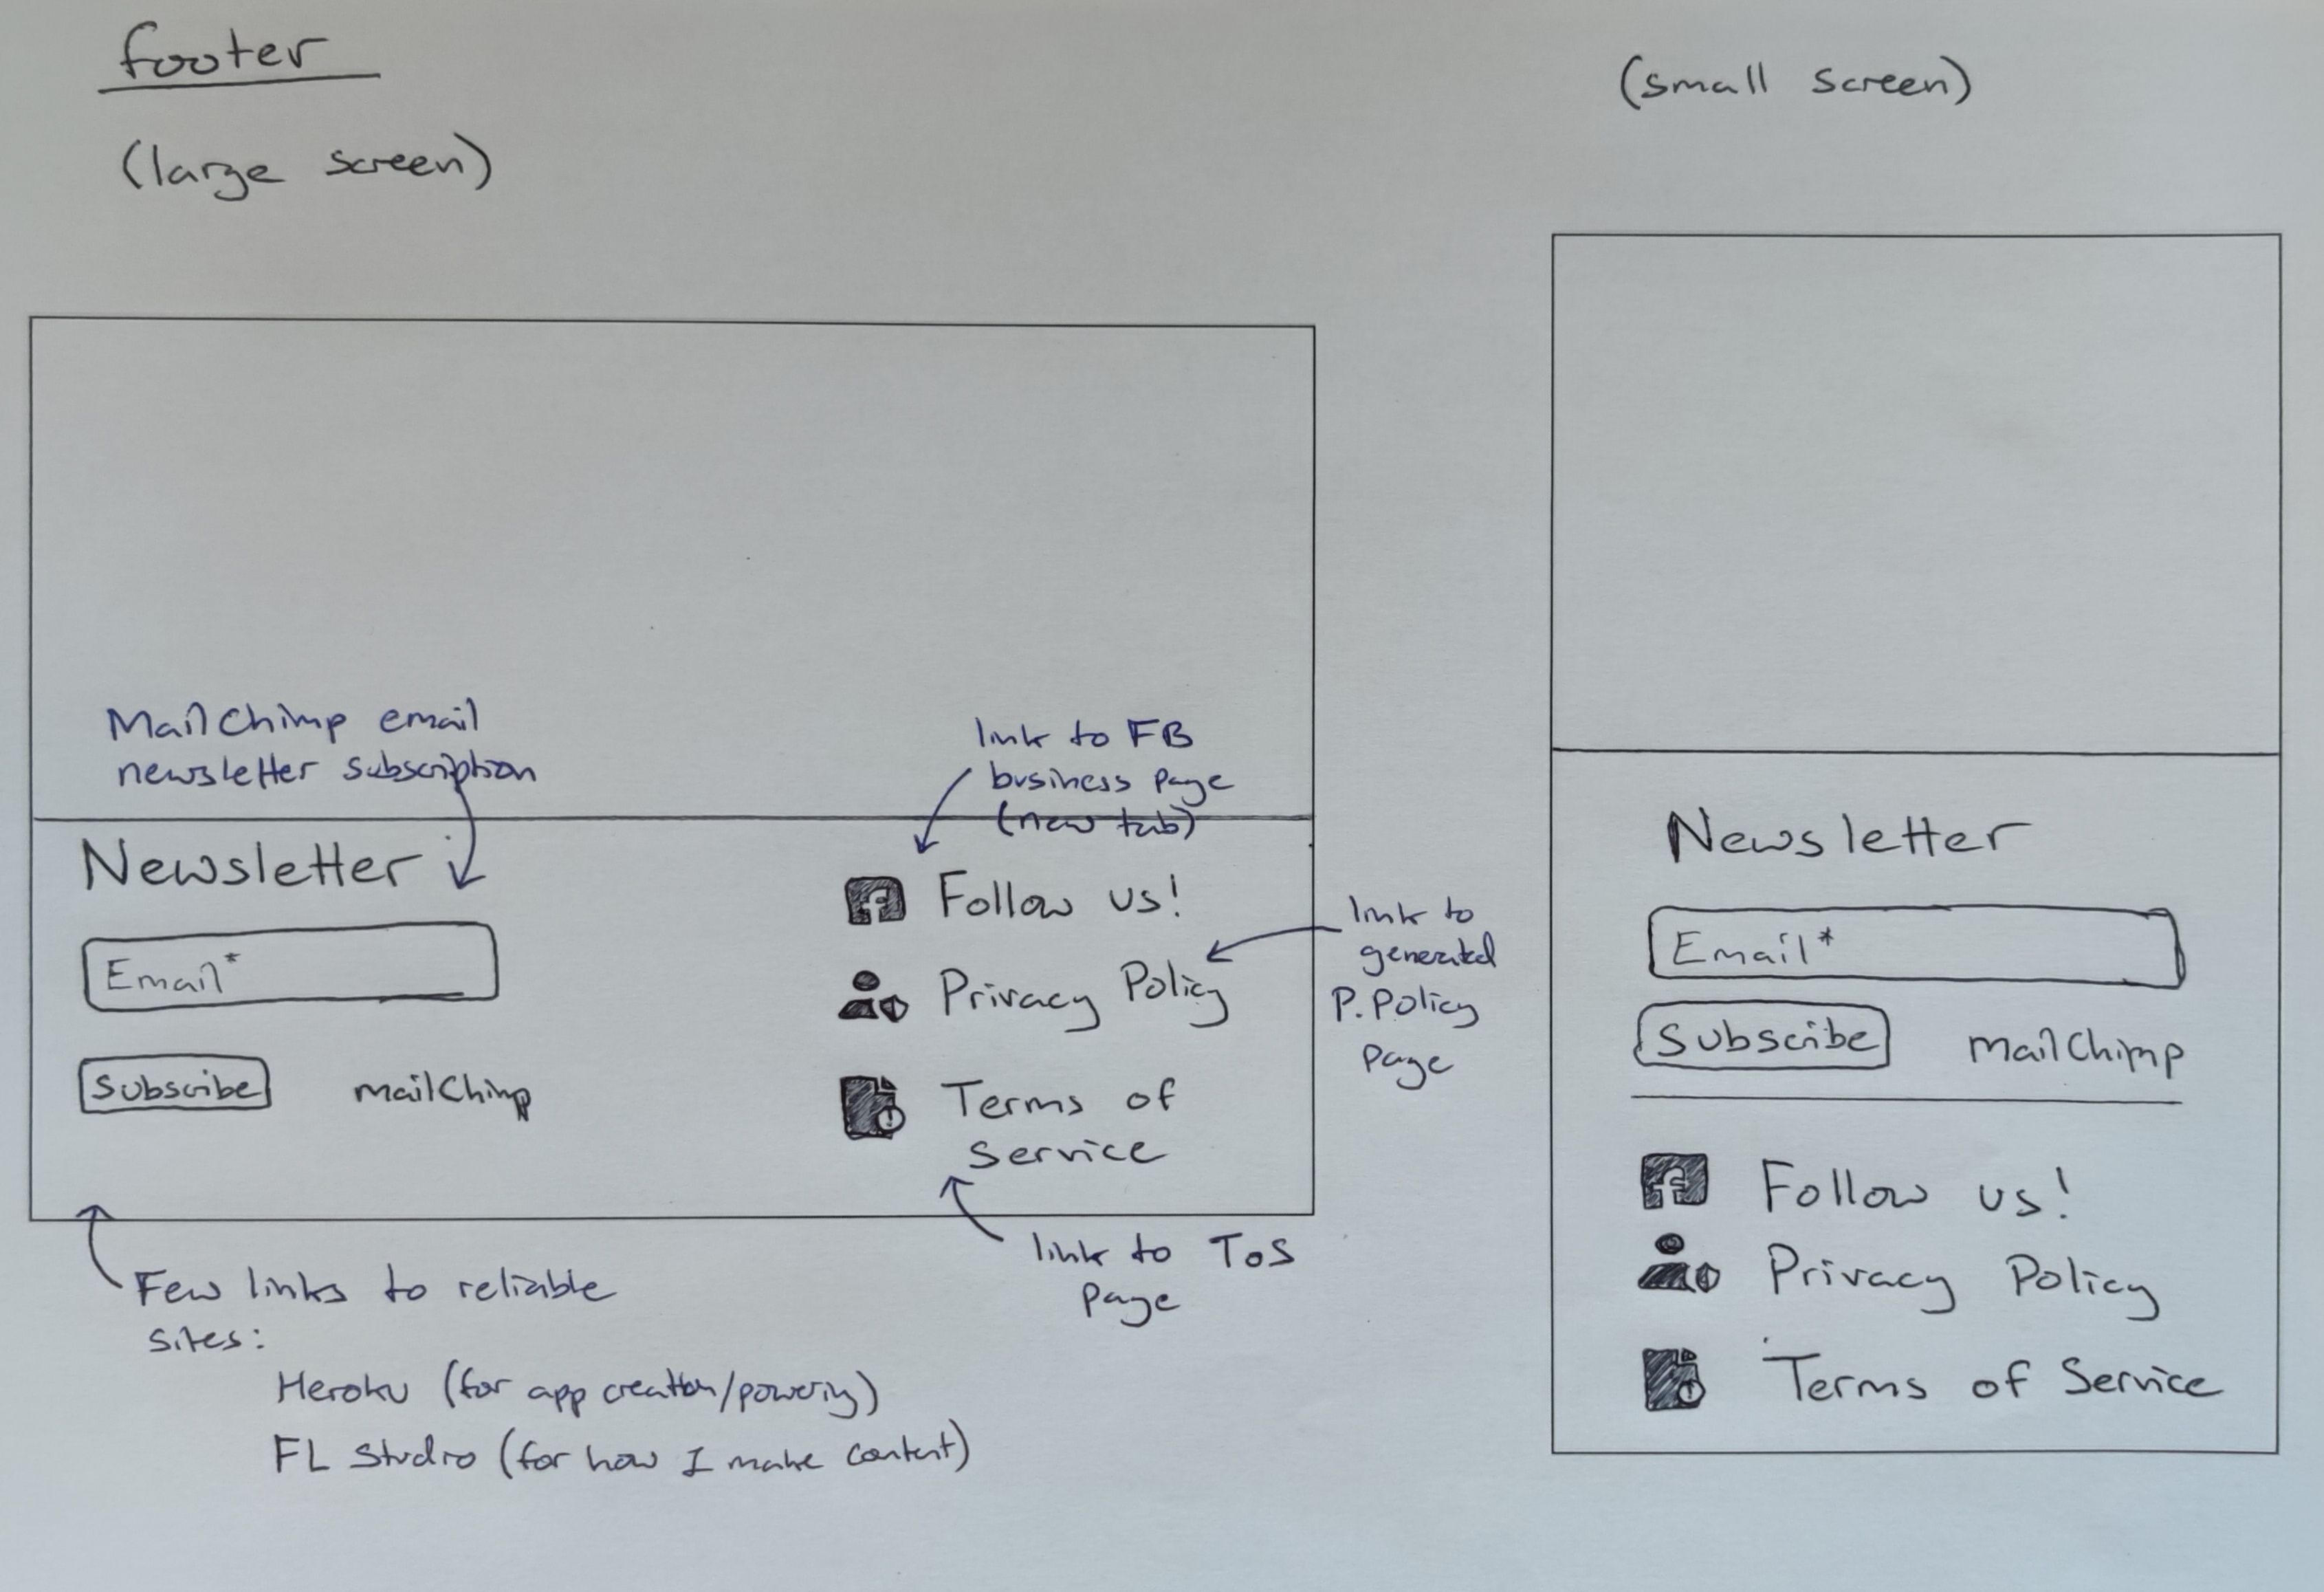 footer
(large screen)
MailChimp email
newsletter subscription
link to FB
business page
(new tab)
Newsletter
Email*
Subscribe
mailChimp
Follow us!
Privacy Policy
Terms of
Service
link to
generated
P. Policy
page
link to ToS
page
Few links to reliable
sites:
Heroku (for app creation/powering)
FL Studio (for how I make content)
(small screen)
Newsletter
Email*
Subscribe
mailChimp
Follow us!
Privacy Policy
Terms of Service